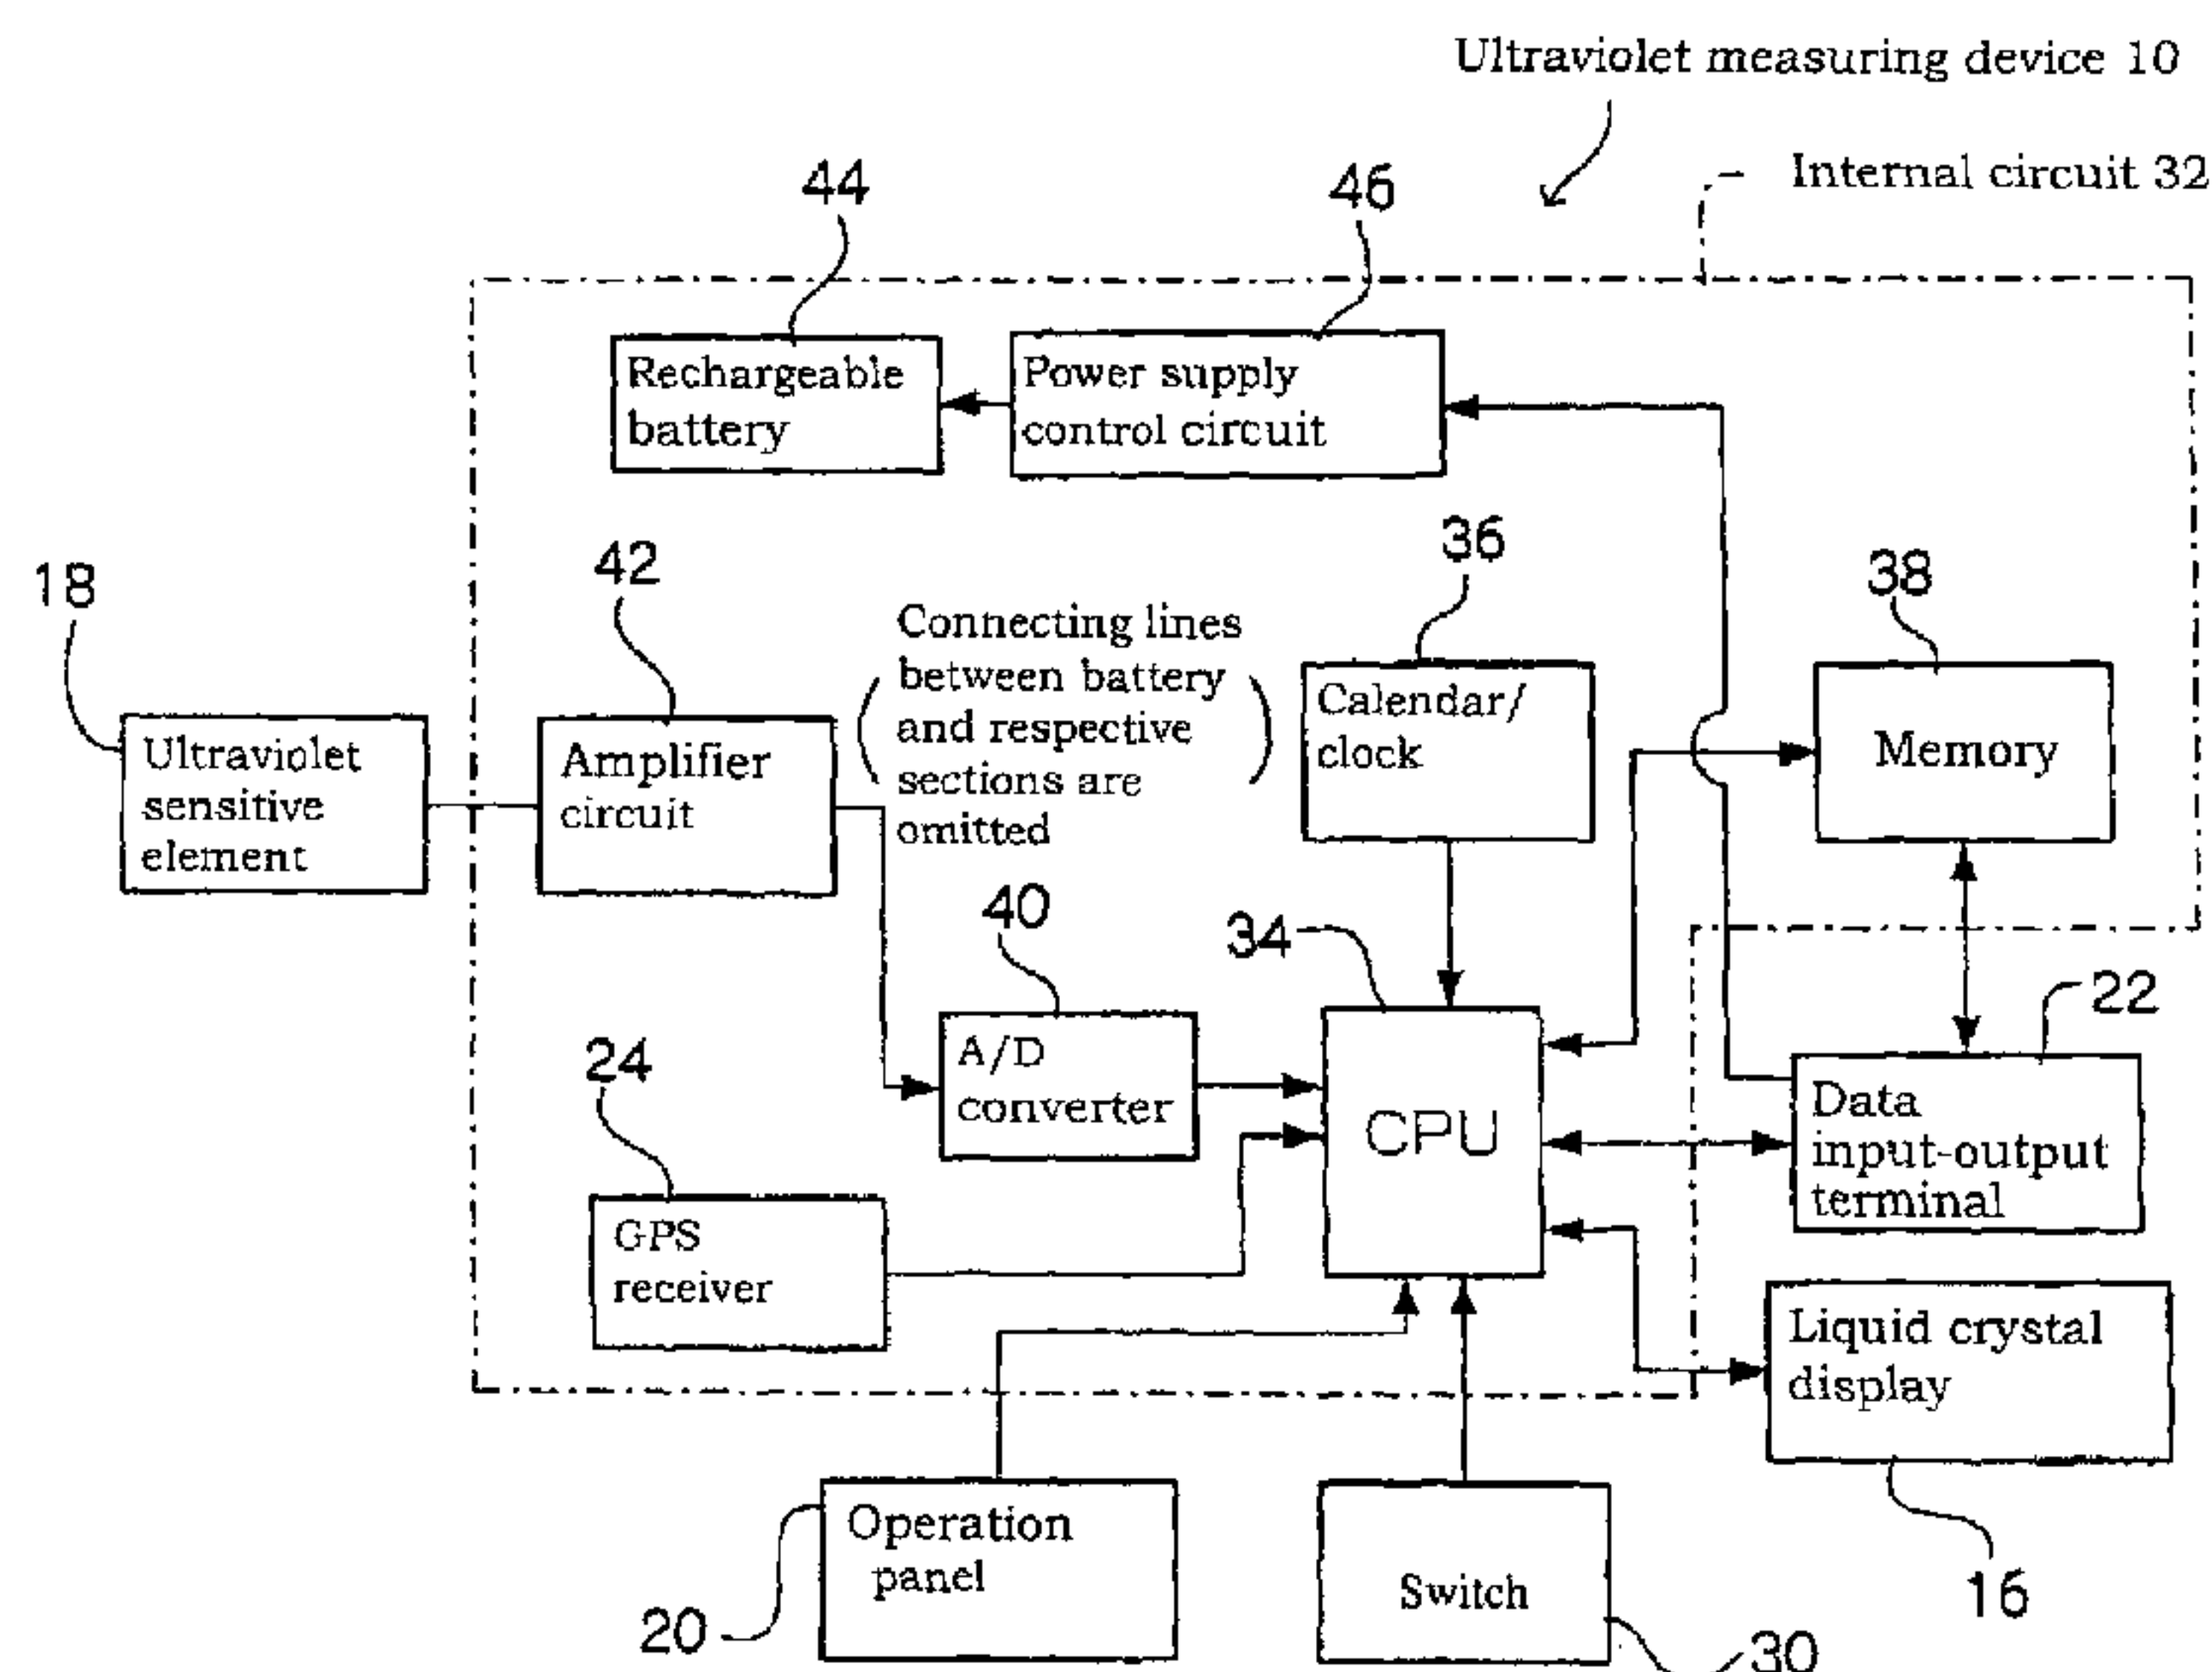 Ultraviolet measuring device 10
Internal circuit 32
44
46
Rechargeable
battery
Power supply
control circuit
18
42
36
38
Ultraviolet
sensitive
element
Amplifier
circuit
Connecting lines
between battery
and respective
sections are
omitted
Calendar/
clock
Memory
40
34
22
24
A/D
converter
CPU
Data
input-output
terminal
GPS
receiver
Liquid crystal
display
16
Operation
panel
20
Switch
30